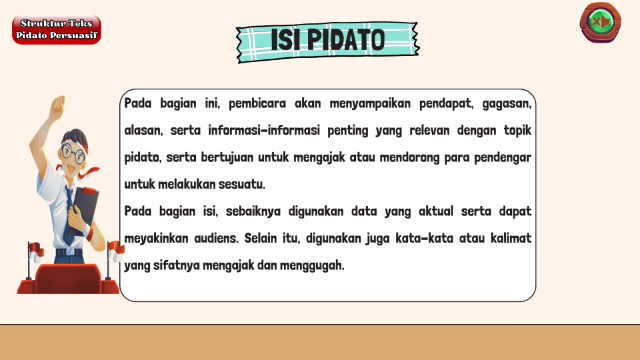 Struktur Teks
Pidato Persuasif
ISI PIDATO
Pada bagian ini, pembicara akan menyampaikan pendapat, gagasan,
alasan, serta informasi-informasi penting yang relevan dengan topik
pidato, serta bertujuan untuk mengajak atau mendorong para pendengar
untuk melakukan sesuatu.
Pada bagian isi, sebaiknya digunakan data yang aktual serta dapat
meyakinkan audiens. Selain itu, digunakan juga kata-kata atau kalimat
yang sifatnya mengajak dan menggugah.